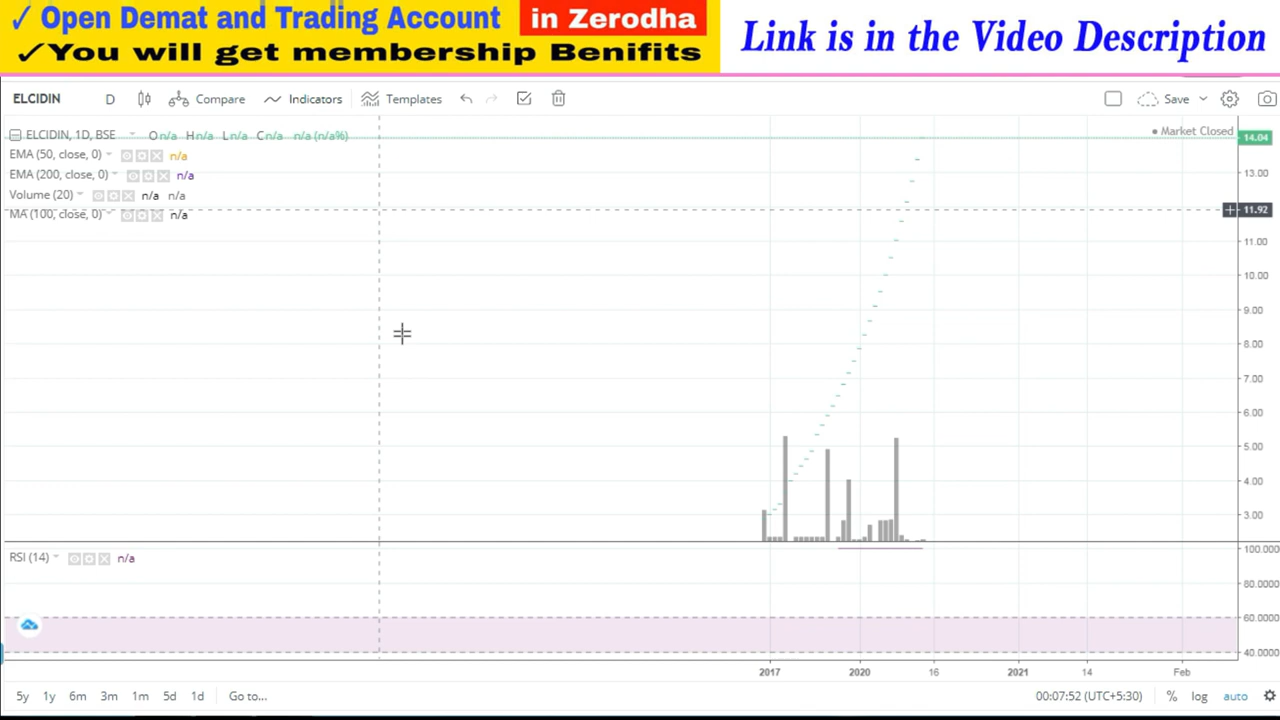 ✓ Open Demat and Trading Account in Zerodha
✓You will get membership Benifits
Link is in the Video Description
ELCIDIN D Compare Indicators Templates Save
ELCIDIN, 1D, BSE On/a Hn/a Ln/a Cn/a n/a (n/a%)
Market Closed
14.04
EMA (50, close, 0) n/a
13.00
EMA (200, close, 0) n/a
Volume (20) n/a n/a
MA (100, close, 0) n/a
11.92
11.00
10.00
9.00
8.00
7.00
6.00
5.00
4.00
3.00
100.0000
RSI (14) n/a
80.0000
60.0000
40.0000
2017 2020 16 2021 14 Feb
5y 1y 6m 3m 1m 5d 1d Go to... 00:07:52 (UTC+5:30) % log auto